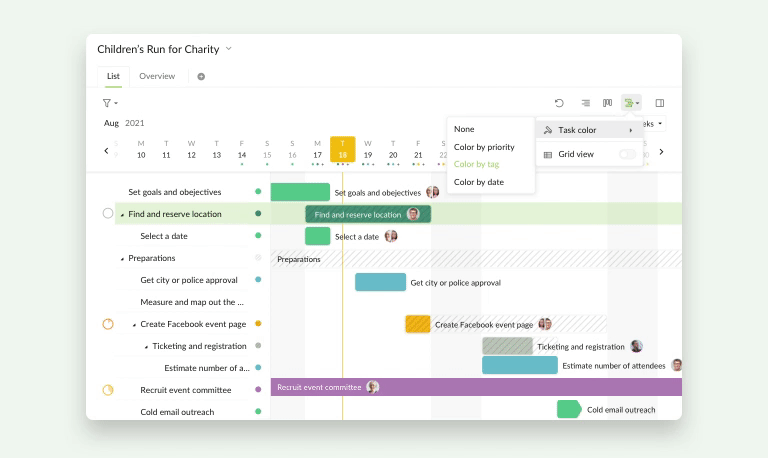 Children's Run for Charity
List Overview
Aug 2021
M T W T F S S M T W T F
10 11 12 13 14 15 16 17 18 19 20 21
None
Color by priority
Color by tag
Color by date
Task color
Grid view
Set goals and obejectives
Set goals and obejectives
Find and reserve location
Find and reserve location
Select a date
Select a date
Preparations
Preparations
Get city or police approval
Get city or police approval
Measure and map out the ...
Create Facebook event page
Create Facebook event page
Ticketing and registration
Ticketing and registration
Estimate number of a...
Estimate number of attendees
Recruit event committee
Recruit event committee
Cold email outreach
Cold email outreach